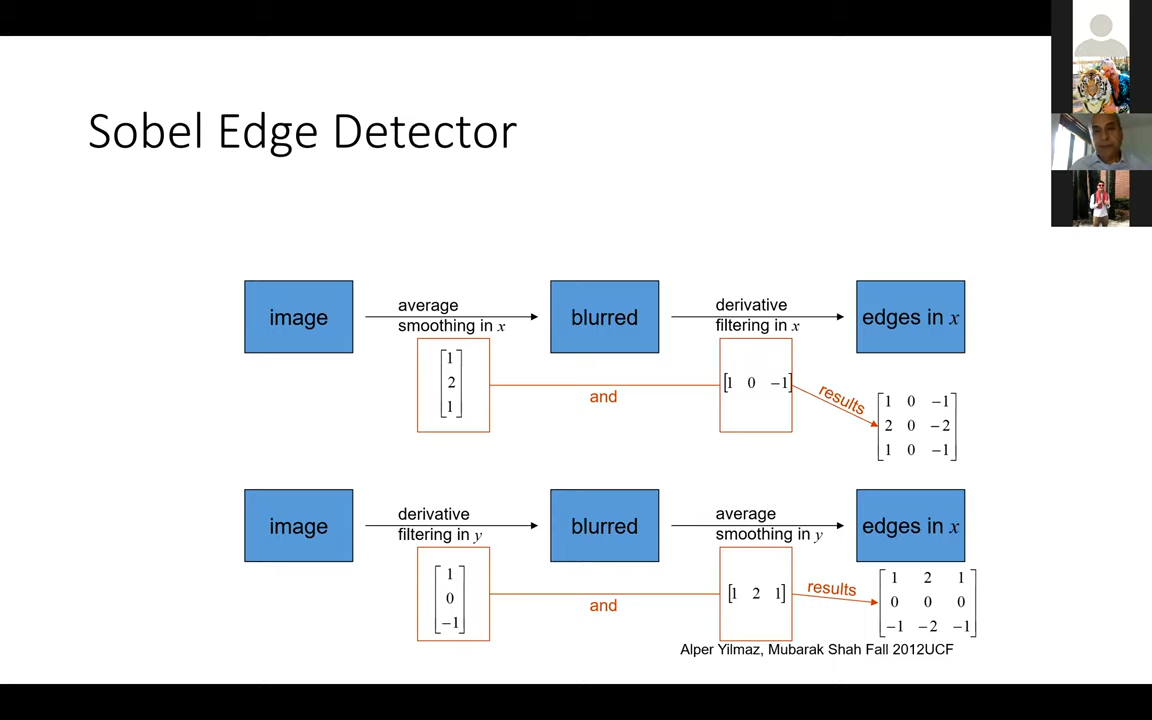 Sobel Edge Detector
image
average
smoothing in x
blurred
derivative
filtering in x
edges in x
[1
2
1]
and
[1 0 −1]
results
[1 0 −1
2 0 −2
1 0 −1]
image
derivative
filtering in y
blurred
average
smoothing in y
edges in x
[1
0
−1]
and
[1 2 1]
results
[1 2 1
0 0 0
−1 −2 −1]
Alper Yilmaz, Mubarak Shah Fall 2012UCF